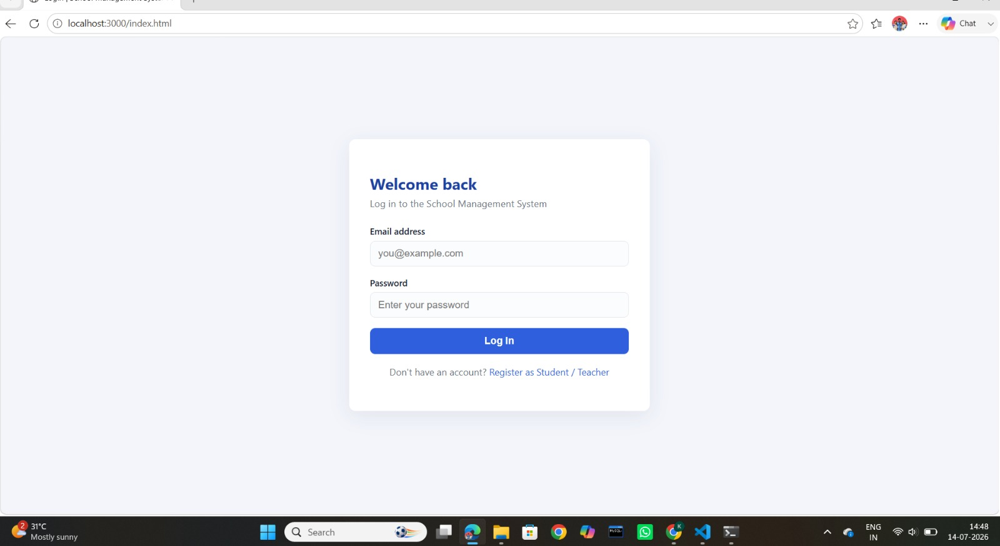 localhost:3000/index.html
Chat
Welcome back
Log in to the School Management System
Email address
you@example.com
Password
Enter your password
Log In
Don't have an account? Register as Student / Teacher
2
31°C
Mostly sunny
Search
MySQL
K
ENG
IN
14:48
14-07-2026